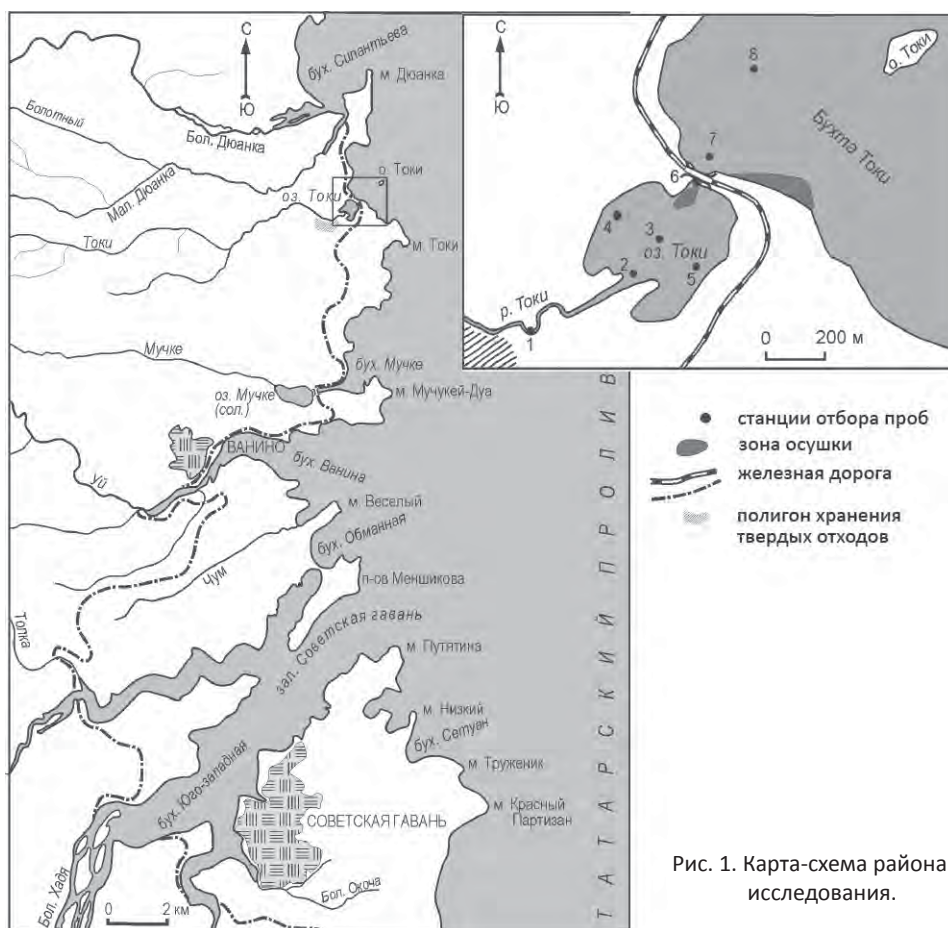 С
Ю
бух. Силантьева
м Дюанка
Болотный
Бол. Дюанка
Мал. Дюанка
о. Токи
оз. Токи
Токи
м. Токи
Мучке
бух. Мучке
оз. Мучке
(сол.)
м Мучукей-Дуа
ВАНИНО
бух. Ванина
Уй
м Веселый
бух. Обманная
Чум
п-ов Меншикова
Толка
зал. Советская гавань
м Путятина
м Низкий
бух. Сетуан
м Труженик
бух. Юго-западная
м Красный
Партизан
СОВЕТСКАЯ ГАВАНЬ
Бол. Хадя
Бол. Окоча
0 2 км
ТАТАРСКИЙ ПРОЛИВ
С
Ю
8
о. Токи
Бухта Токи
7
6
4
3
оз. Токи
2
5
р. Токи
1
0 200 м
станции отбора проб
зона осушки
железная дорога
полигон хранения
твердых отходов
Рис. 1. Карта-схема района
исследования.